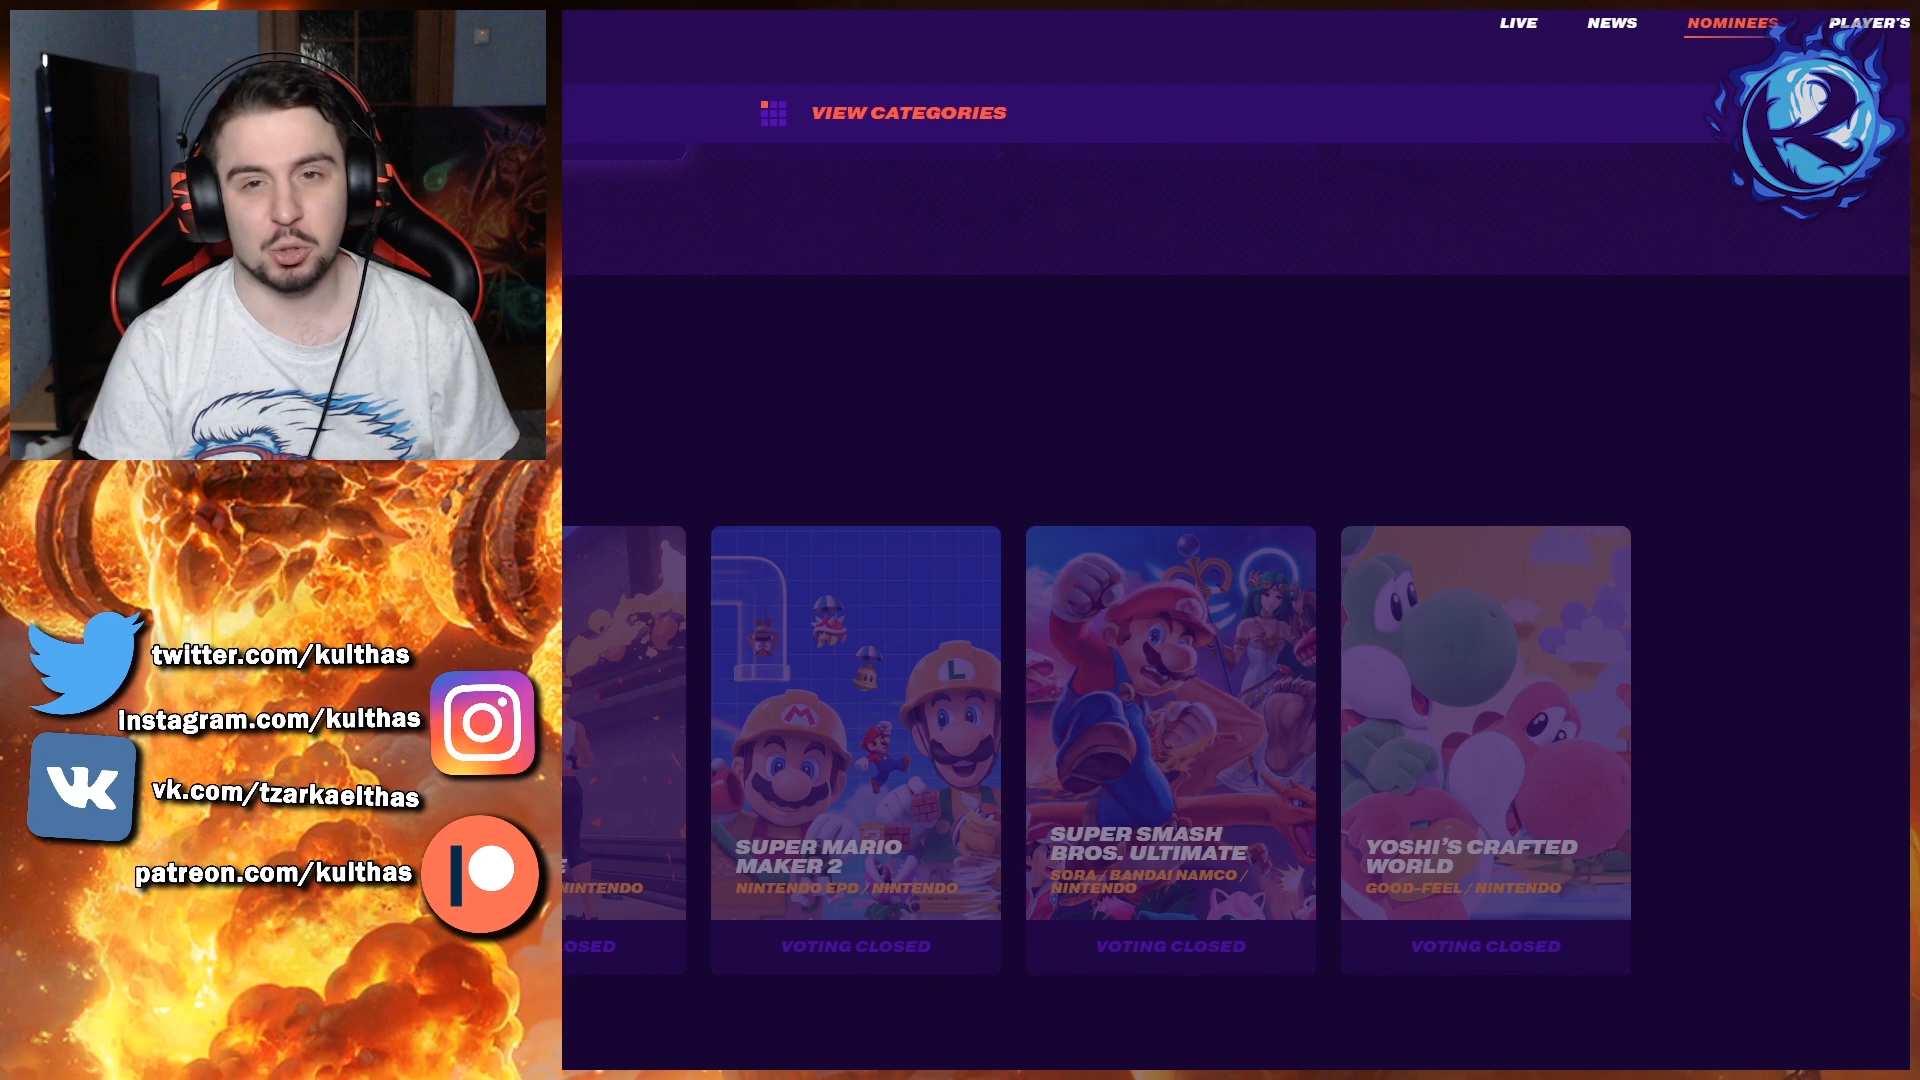 LIVE
NEWS
NOMINEES
PLAYER'S
VIEW CATEGORIES
twitter.com/kulthas
instagram.com/kulthas
vk.com/tzarkaelthas
patreon.com/kulthas
NINTENDO
OSED
SUPER MARIO
MAKER 2
NINTENDO EPD / NINTENDO
VOTING CLOSED
SUPER SMASH
BROS. ULTIMATE
SORA / BANDAI NAMCO /
NINTENDO
VOTING CLOSED
YOSHI'S CRAFTED
WORLD
GOOD-FEEL / NINTENDO
VOTING CLOSED